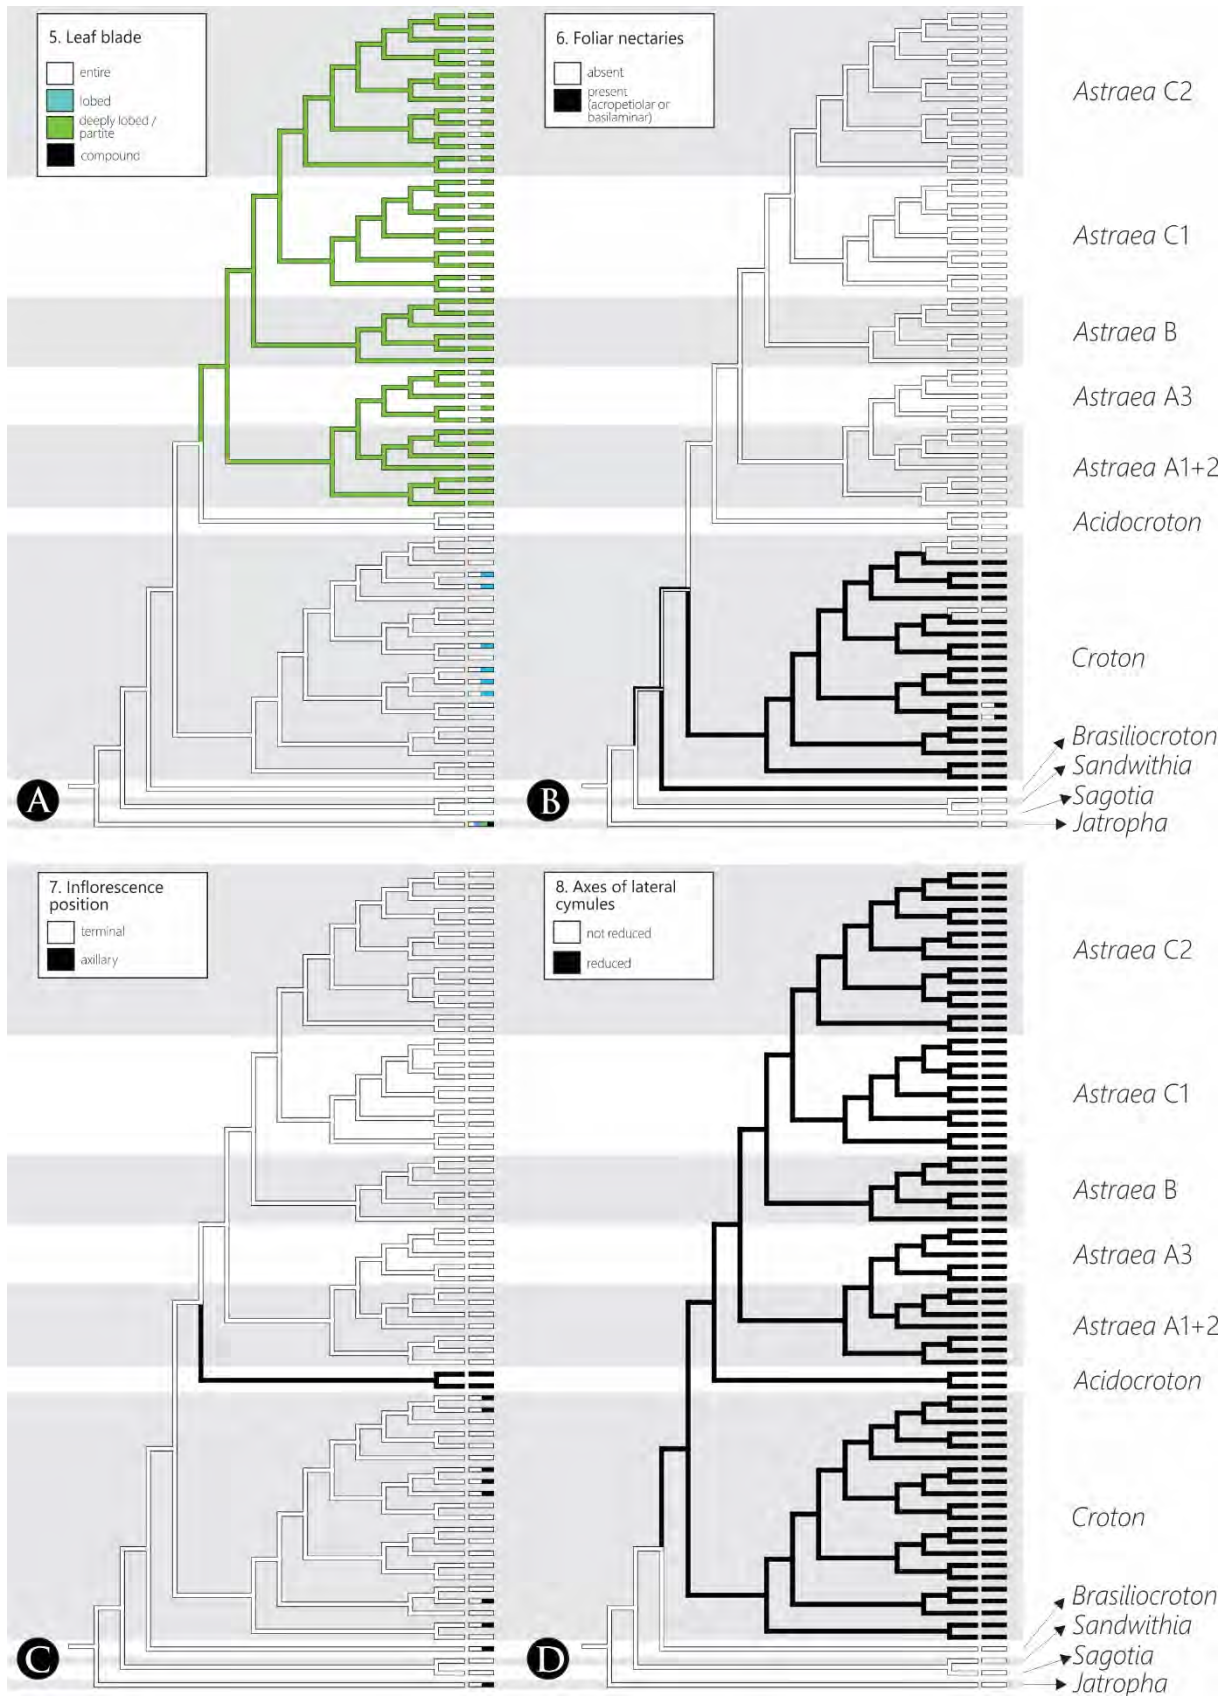 5. Leaf blade
entire
lobed
deeply lobed /
partite
compound
6. Foliar nectaries
absent
present
(acropetiolar or
basilaminar)
Astraea C2
Astraea C1
Astraea B
Astraea A3
Astraea A1+2
Acidocroton
Croton
Brasiliocroton
Sandwithia
Sagotia
Jatropha
A
B
7. Inflorescence
position
terminal
axillary
8. Axes of lateral
cymules
not reduced
reduced
Astraea C2
Astraea C1
Astraea B
Astraea A3
Astraea A1+2
Acidocroton
Croton
Brasiliocroton
Sandwithia
Sagotia
Jatropha
C
D